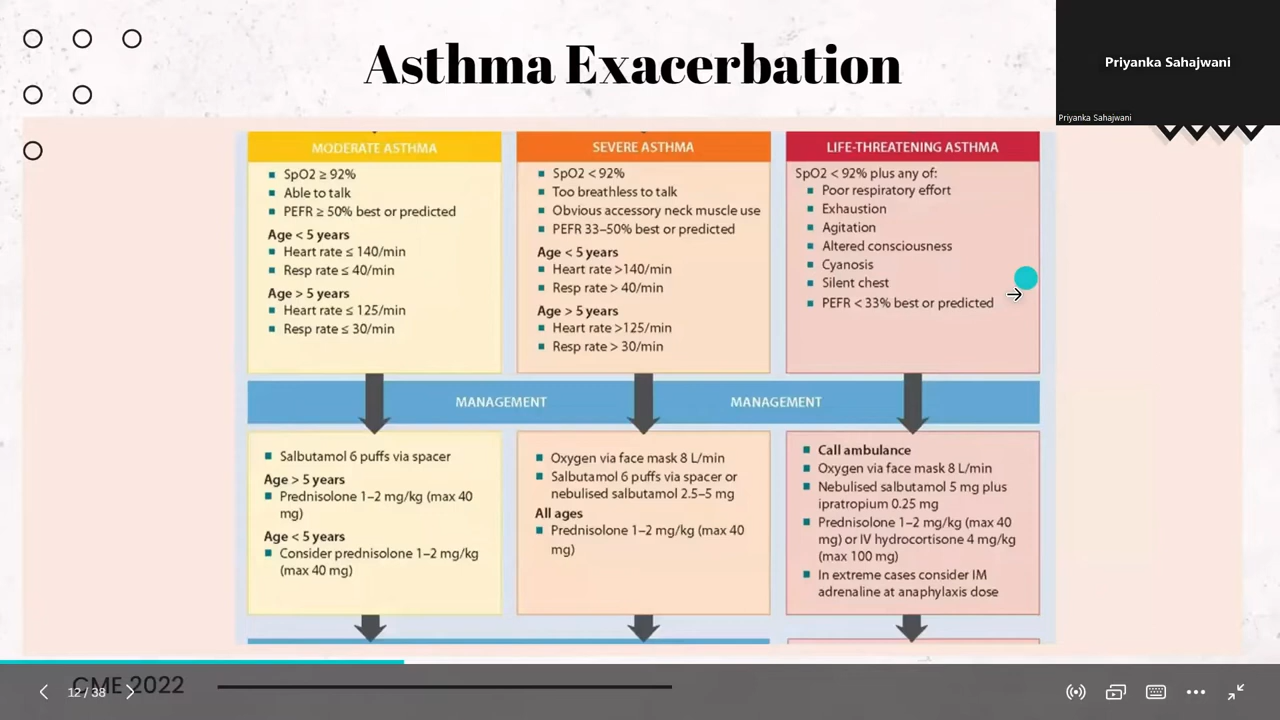 Asthma Exacerbation
Priyanka Sahajwani
Priyanka Sahajwani
MODERATE ASTHMA
SpO2 ≥ 92%
Able to talk
PEFR ≥ 50% best or predicted
Age < 5 years
Heart rate ≤ 140/min
Resp rate ≤ 40/min
Age > 5 years
Heart rate ≤ 125/min
Resp rate ≤ 30/min
SEVERE ASTHMA
SpO2 < 92%
Too breathless to talk
Obvious accessory neck muscle use
PEFR 33–50% best or predicted
Age < 5 years
Heart rate >140/min
Resp rate > 40/min
Age > 5 years
Heart rate >125/min
Resp rate > 30/min
LIFE-THREATENING ASTHMA
SpO2 < 92% plus any of:
Poor respiratory effort
Exhaustion
Agitation
Altered consciousness
Cyanosis
Silent chest
PEFR < 33% best or predicted
MANAGEMENT
MANAGEMENT
Salbutamol 6 puffs via spacer
Age > 5 years
Prednisolone 1–2 mg/kg (max 40
mg)
Age < 5 years
Consider prednisolone 1–2 mg/kg
(max 40 mg)
Oxygen via face mask 8 L/min
Salbutamol 6 puffs via spacer or
nebulised salbutamol 2.5–5 mg
All ages
Prednisolone 1–2 mg/kg (max 40
mg)
Call ambulance
Oxygen via face mask 8 L/min
Nebulised salbutamol 5 mg plus
ipratropium 0.25 mg
Prednisolone 1–2 mg/kg (max 40
mg) or IV hydrocortisone 4 mg/kg
(max 100 mg)
In extreme cases consider IM
adrenaline at anaphylaxis dose
CME 2022
12 / 38